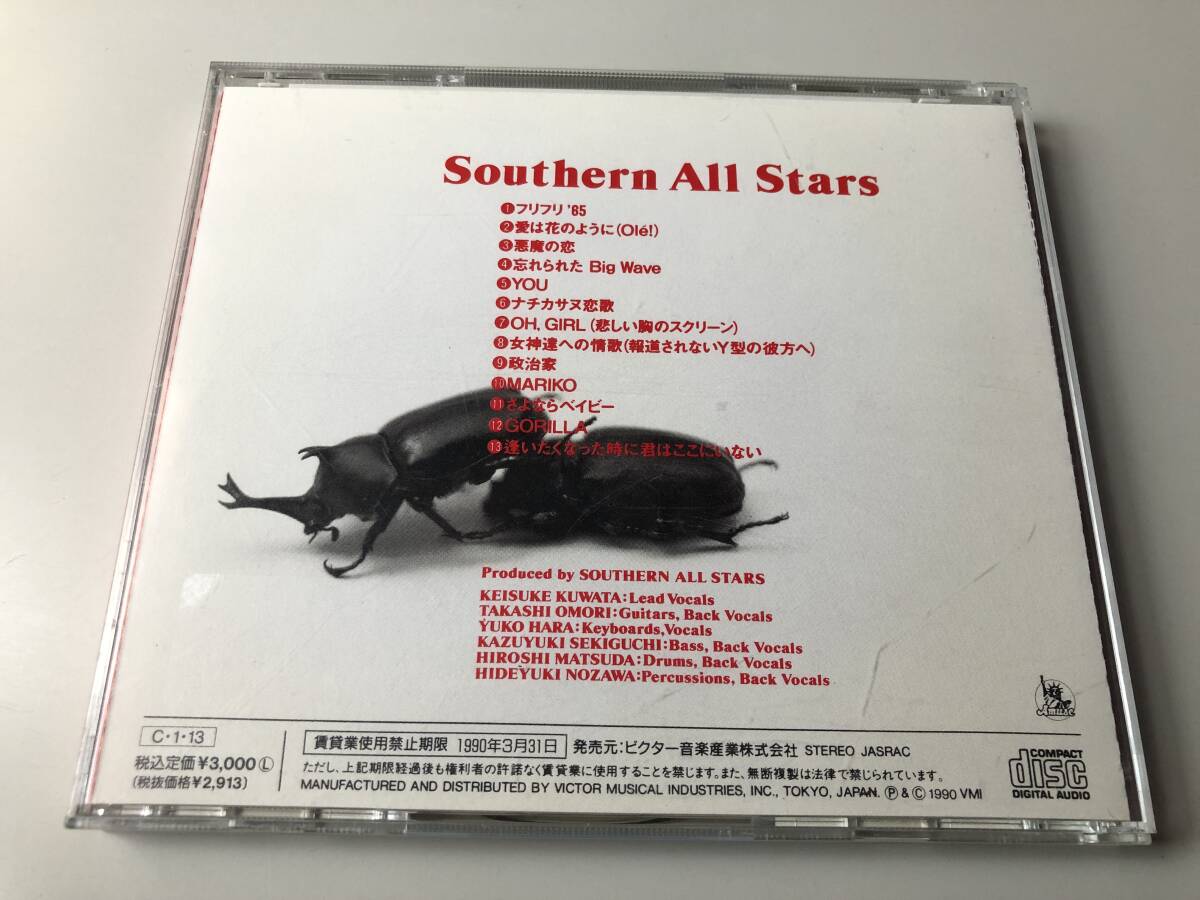 Southern All Stars
❶フリフリ '65
❷愛は花のように(Olé!)
❸悪魔の恋
❹忘れられた Big Wave
❺YOU
❻ナチカサヌ恋歌
❼OH, GIRL (悲しい胸のスクリーン)
❽女神達への情歌(報道されないY型の彼方へ)
❾政治家
❿MARIKO
⓫さよならベイビー
⓬GORILLA
⓭逢いたくなった時に君はここにいない
Produced by SOUTHERN ALL STARS
KEISUKE KUWATA:Lead Vocals
TAKASHI OMORI:Guitars, Back Vocals
YUKO HARA:Keyboards,Vocals
KAZUYUKI SEKIGUCHI:Bass, Back Vocals
HIROSHI MATSUDA:Drums, Back Vocals
HIDEYUKI NOZAWA:Percussions, Back Vocals
Amuse
C・1・13
税込定価¥3,000Ⓛ
(税抜価格¥2,913)
賃貸業使用禁止期限 1990年3月31日 発売元:ビクター音楽産業株式会社 STEREO JASRAC
ただし、上記期限経過後も権利者の許諾なく賃貸業に使用することを禁じます。また、無断複製は法律で禁じられています。
MANUFACTURED AND DISTRIBUTED BY VICTOR MUSICAL INDUSTRIES, INC., TOKYO, JAPAN. Ⓟ & Ⓒ 1990 VMI
COMPACT
disc
DIGITAL AUDIO